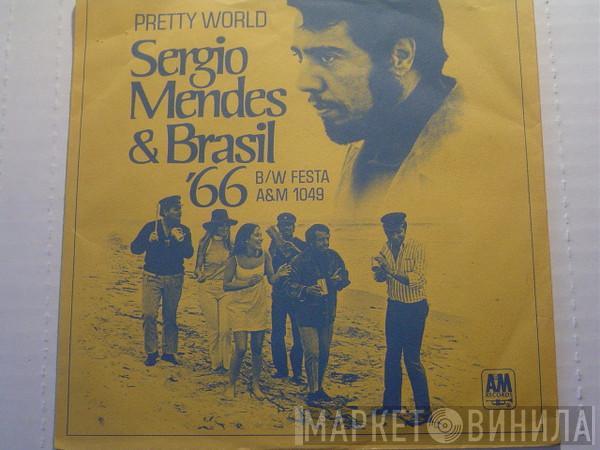 PRETTY WORLD
Sergio
Mendes
& Brasil
'66
B/W FESTA
A&M 1049
A&M
RECORDS
МАРКЕТ ВИНИЛА